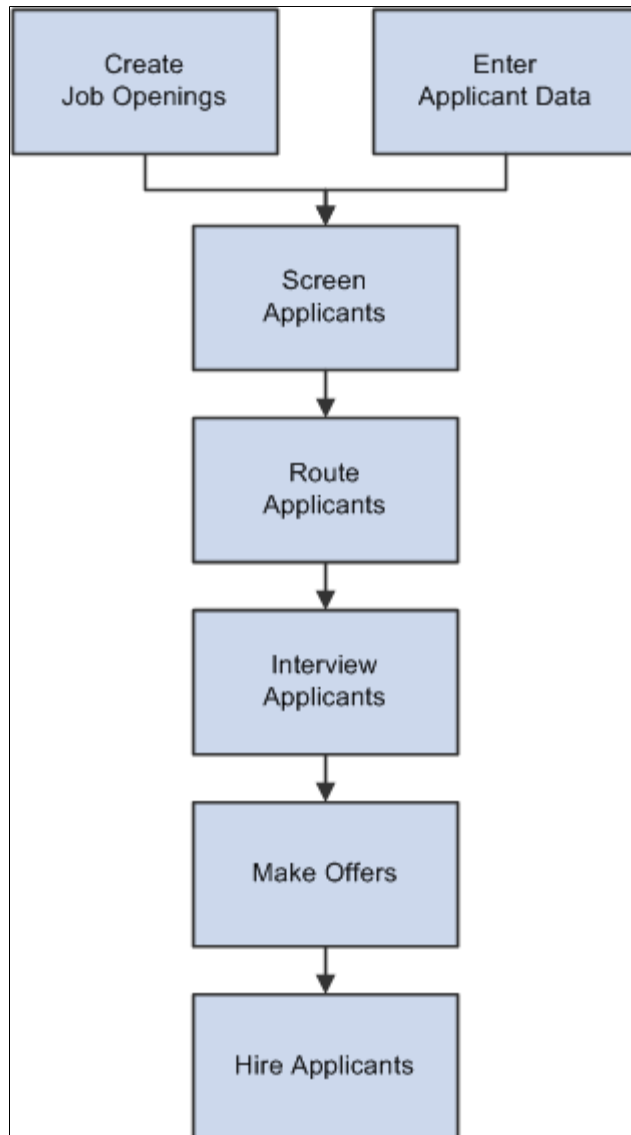 Create
Job Openings
Enter
Applicant Data
Screen
Applicants
Route
Applicants
Interview
Applicants
Make Offers
Hire Applicants